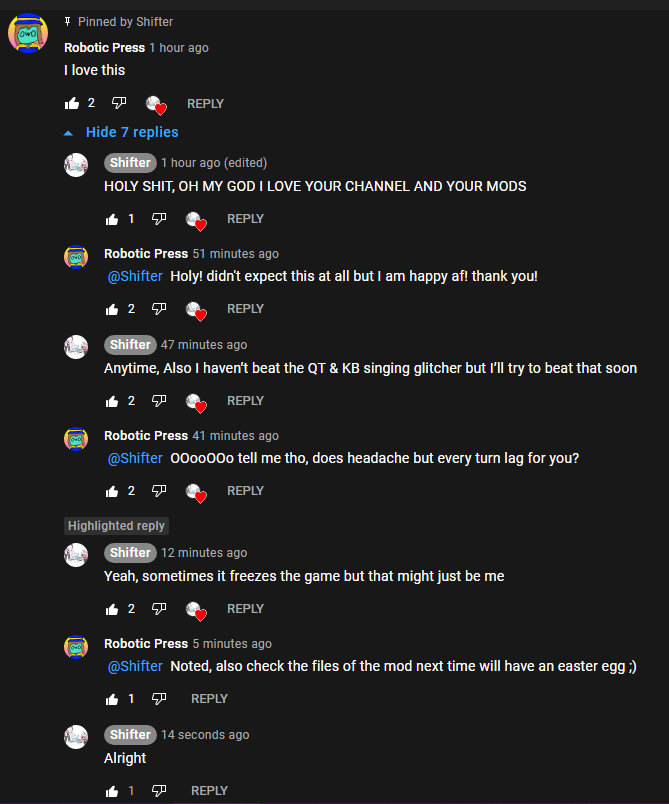 Pinned by Shifter
Robotic Press 1 hour ago
I love this
2 REPLY
Hide 7 replies
Shifter 1 hour ago (edited)
HOLY SHIT, OH MY GOD I LOVE YOUR CHANNEL AND YOUR MODS
1 REPLY
Robotic Press 51 minutes ago
@Shifter Holy! didn't expect this at all but I am happy af! thank you!
2 REPLY
Shifter 47 minutes ago
Anytime, Also I haven’t beat the QT & KB singing glitcher but I’ll try to beat that soon
2 REPLY
Robotic Press 41 minutes ago
@Shifter OOooOOo tell me tho, does headache but every turn lag for you?
2 REPLY
Highlighted reply
Shifter 12 minutes ago
Yeah, sometimes it freezes the game but that might just be me
2 REPLY
Robotic Press 5 minutes ago
@Shifter Noted, also check the files of the mod next time will have an easter egg ;)
1 REPLY
Shifter 14 seconds ago
Alright
1 REPLY